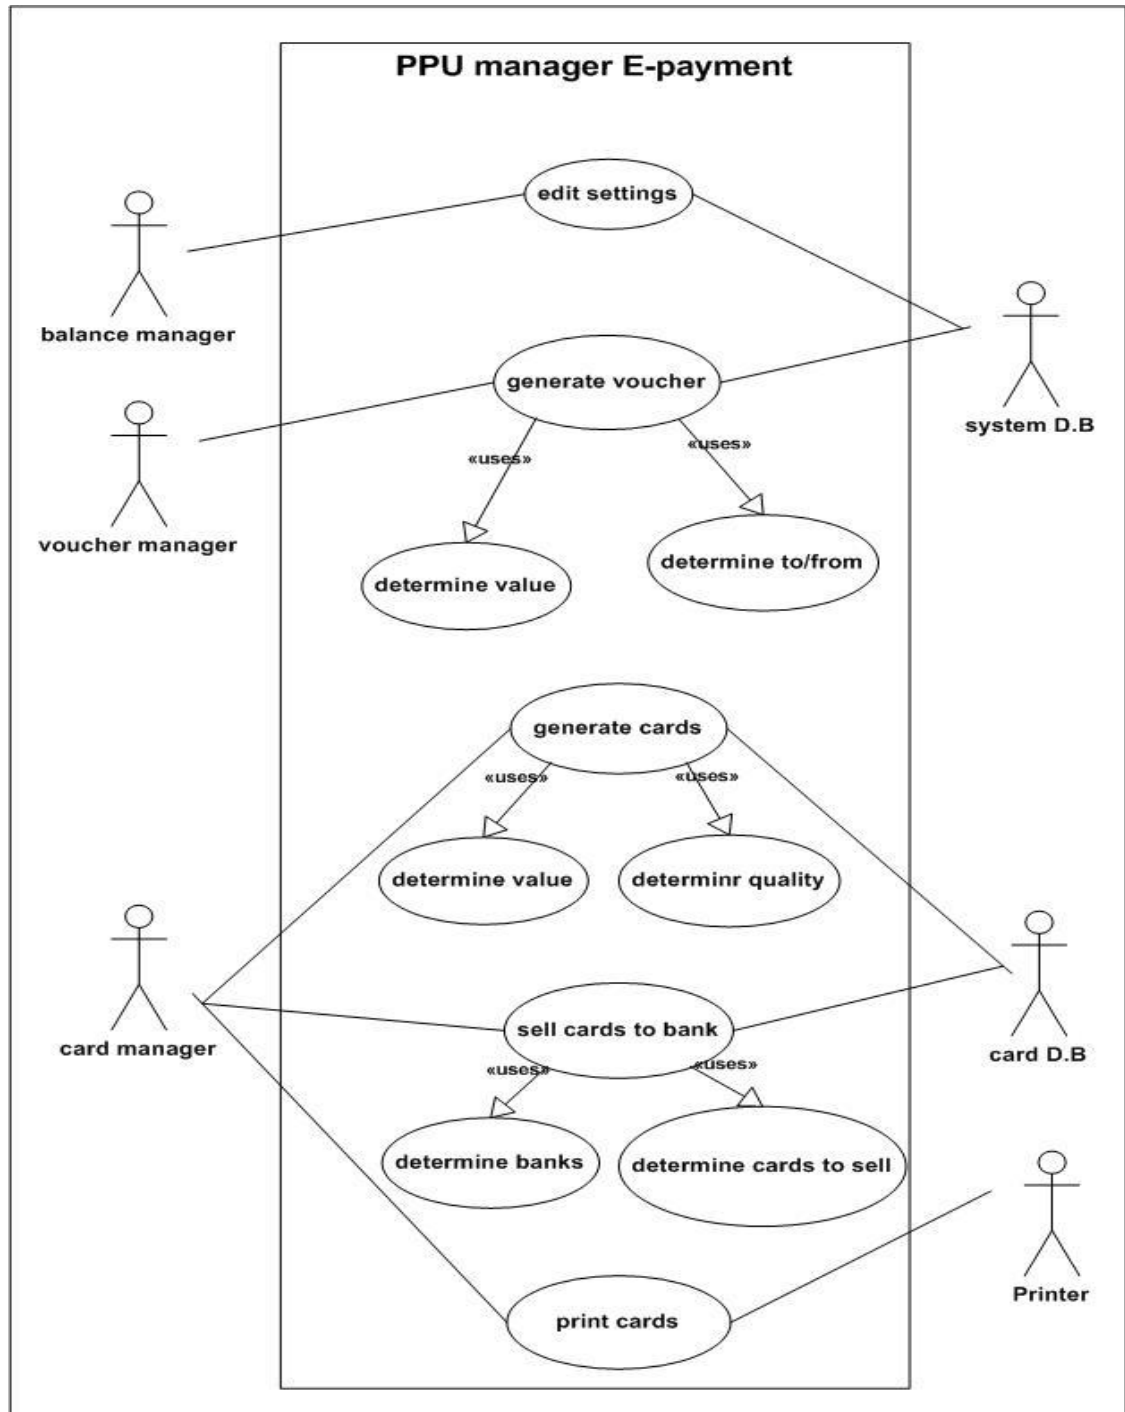 PPU manager E-payment
edit settings
balance manager
generate voucher
system D.B
«uses»
«uses»
voucher manager
determine value
determine to/from
generate cards
«uses»
«uses»
determine value
determinr quality
card manager
sell cards to bank
card D.B
«uses»
«uses»
determine banks
determine cards to sell
Printer
print cards